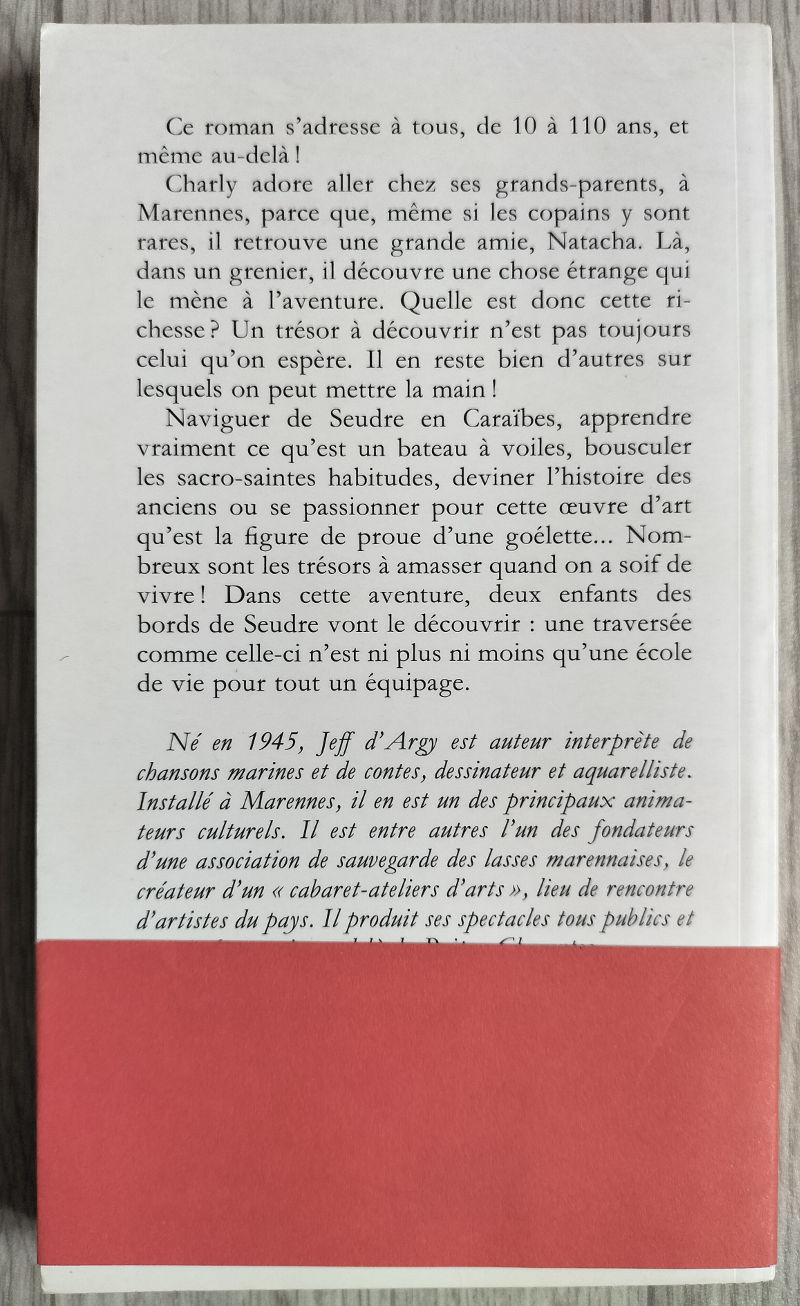 Ce roman s'adresse à tous, de 10 à 110 ans, et
même au-delà !
Charly adore aller chez ses grands-parents, à
Marennes, parce que, même si les copains y sont
rares, il retrouve une grande amie, Natacha. Là,
dans un grenier, il découvre une chose étrange qui
le mène à l'aventure. Quelle est donc cette ri-
chesse ? Un trésor à découvrir n'est pas toujours
celui qu'on espère. Il en reste bien d'autres sur
lesquels on peut mettre la main !
Naviguer de Seudre en Caraïbes, apprendre
vraiment ce qu'est un bateau à voiles, bousculer
les sacro-saintes habitudes, deviner l'histoire des
anciens ou se passionner pour cette œuvre d'art
qu'est la figure de proue d'une goélette... Nom-
breux sont les trésors à amasser quand on a soif de
vivre ! Dans cette aventure, deux enfants des
bords de Seudre vont le découvrir : une traversée
comme celle-ci n'est ni plus ni moins qu'une école
de vie pour tout un équipage.
Né en 1945, Jeff d'Argy est auteur interprète de
chansons marines et de contes, dessinateur et aquarelliste.
Installé à Marennes, il en est un des principaux anima-
teurs culturels. Il est entre autres l'un des fondateurs
d'une association de sauvegarde des lasses marennaises, le
créateur d'un « cabaret-ateliers d'arts », lieu de rencontre
d'artistes du pays. Il produit ses spectacles tous publics et